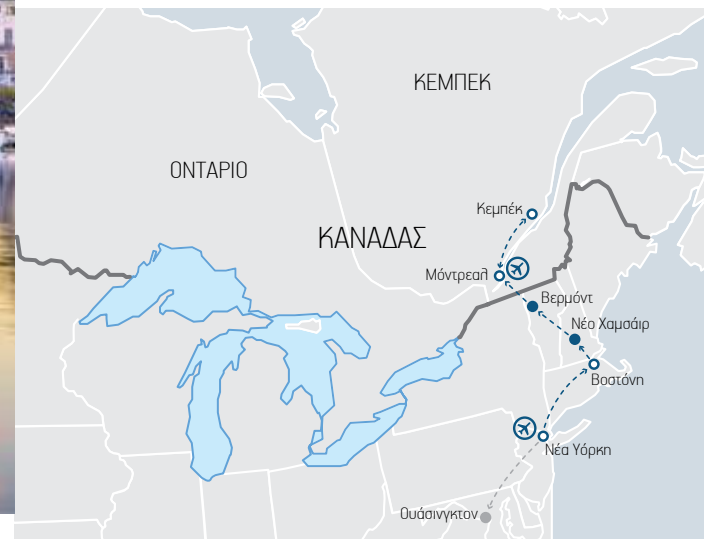 ΚΕΜΠΕΚ
ΟΝΤΑΡΙΟ
Κεμπέκ
ΚΑΝΑΔΑΣ
Μόντρεαλ
Βερμόντ
Νέο Χαμσάιρ
Βοστόνη
Νέα Υόρκη
Ουάσινγκτον